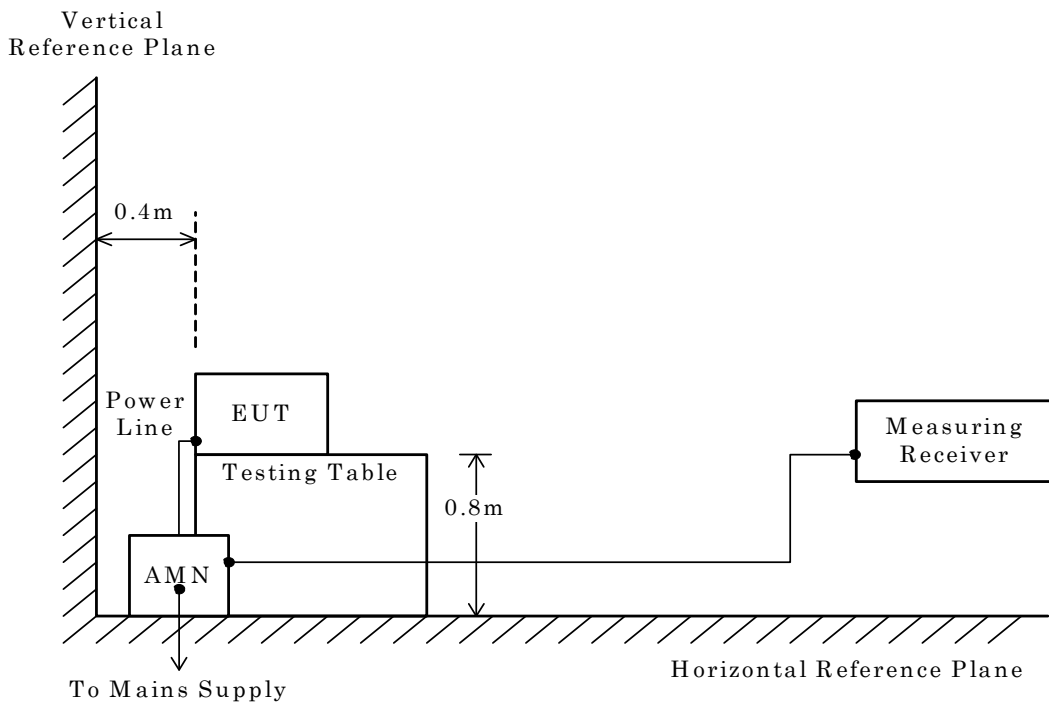 Vertical
Reference Plane
0.4m
Power
Line
EUT
Measuring
Receiver
Testing Table
0.8m
AMN
Horizontal Reference Plane
To Mains Supply